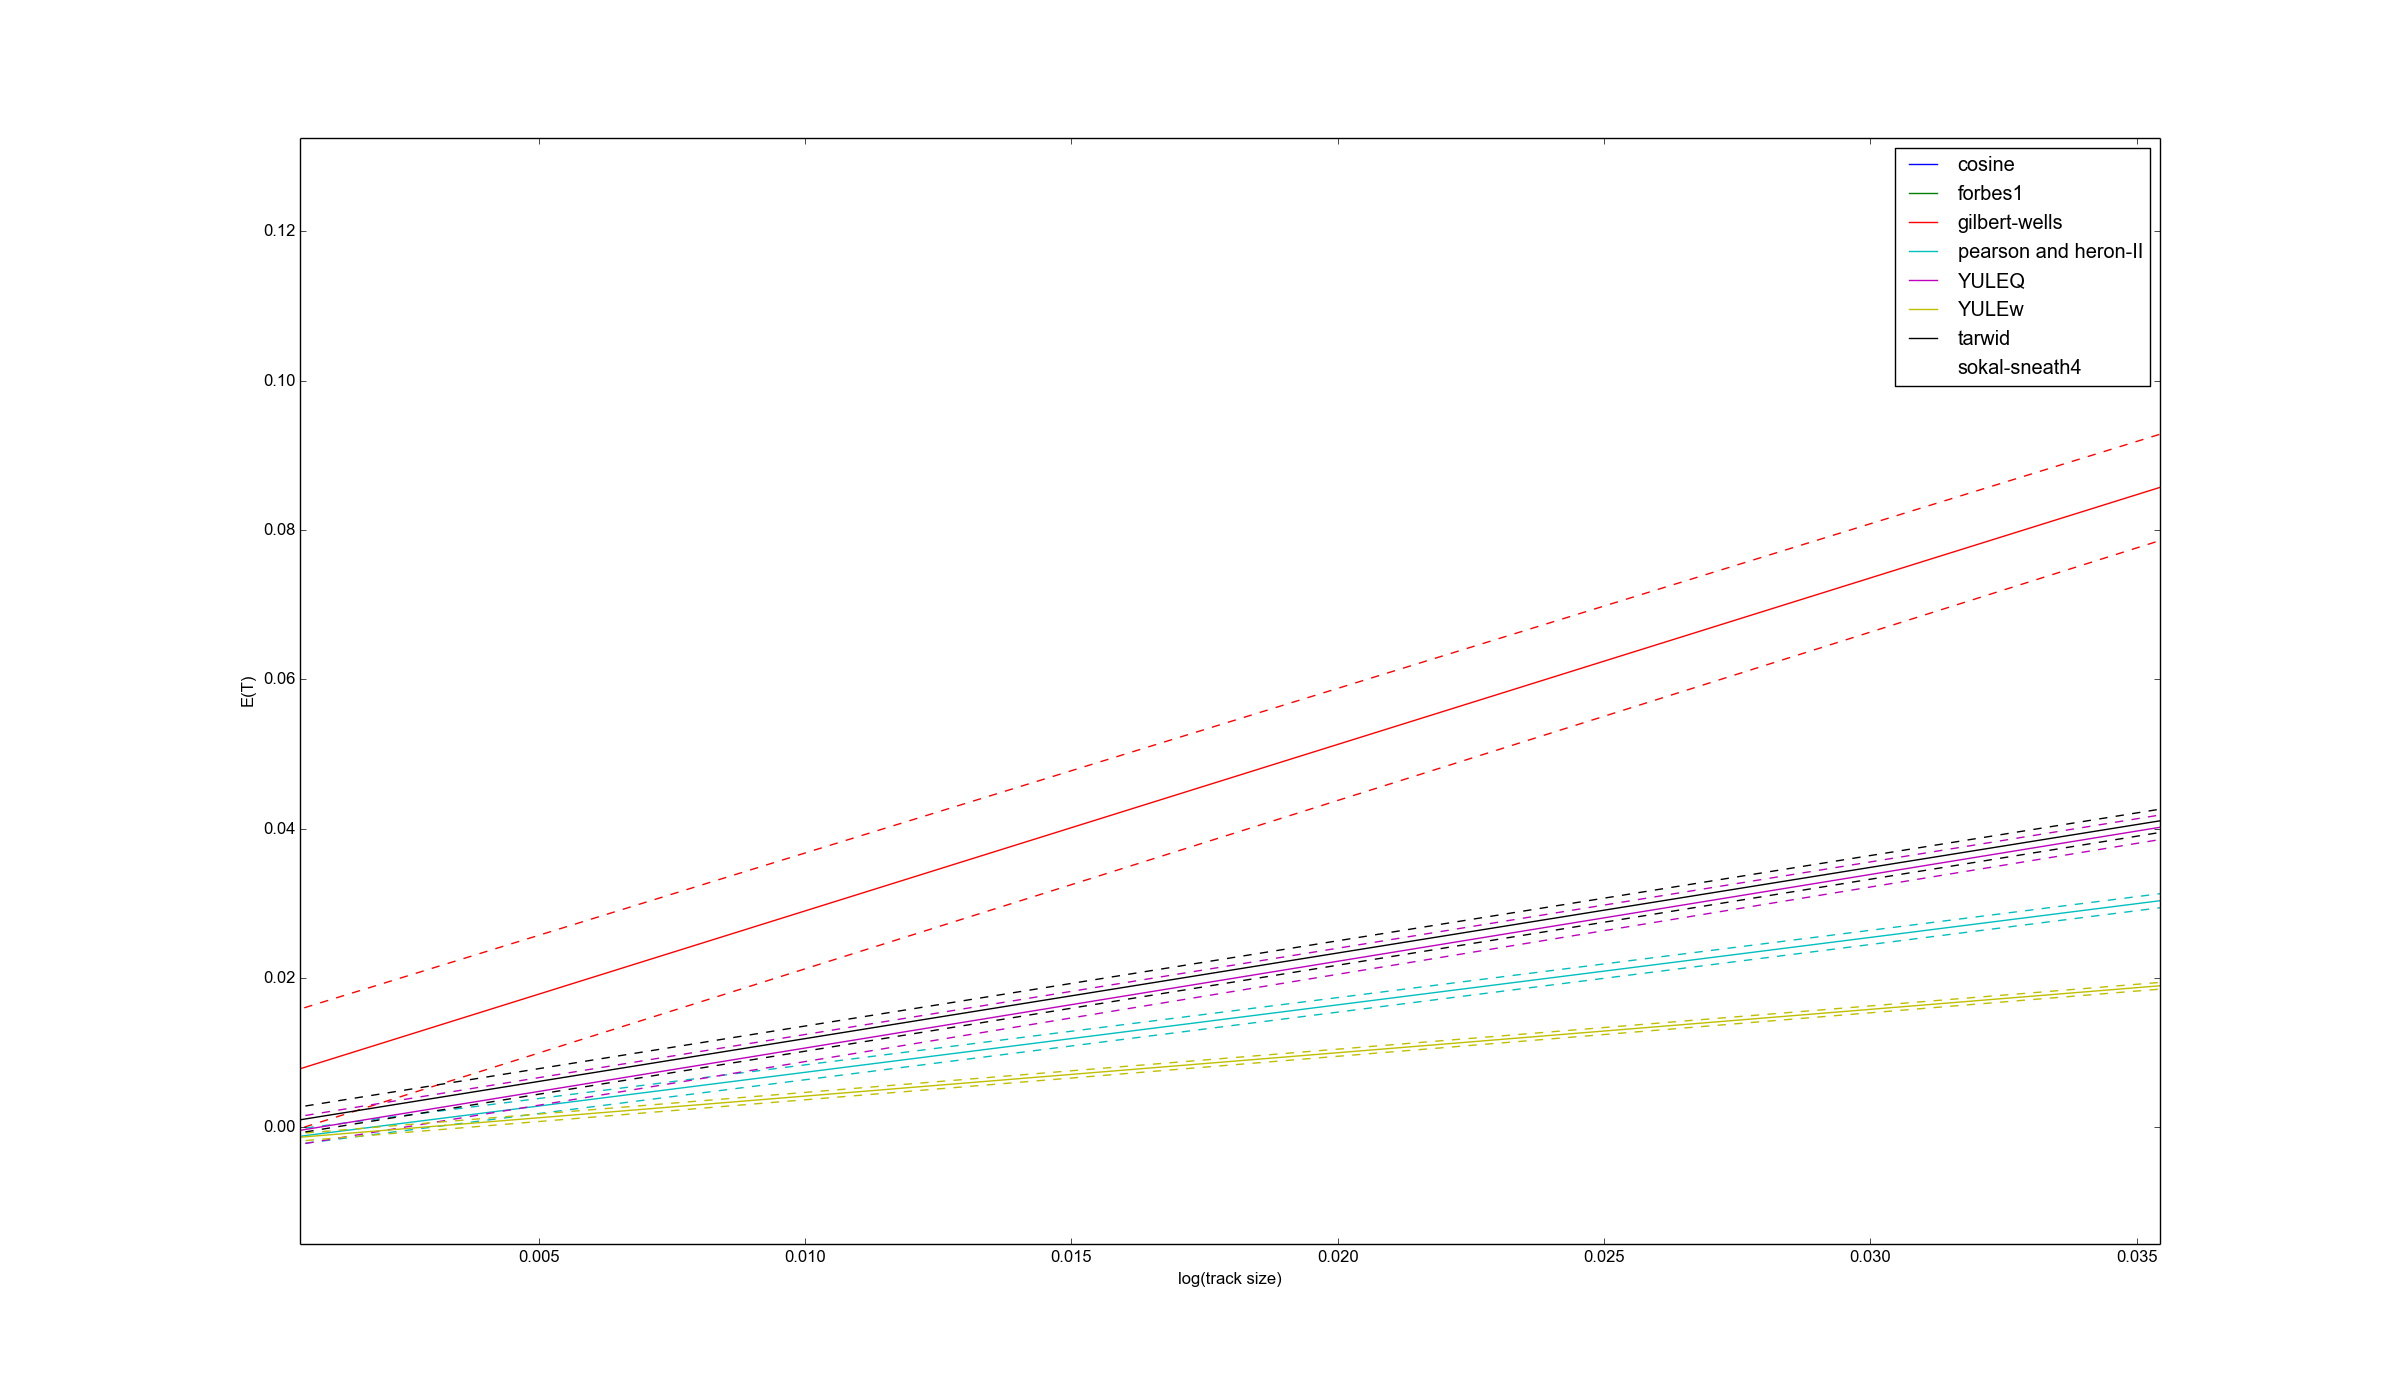 cosine
forbes1
gilbert-wells
pearson and heron-II
YULEQ
YULEw
tarwid
sokal-sneath4
0.12
0.10
0.08
0.06
0.04
0.02
0.00
E(T)
0.005 0.010 0.015 0.020 0.025 0.030 0.035
log(track size)